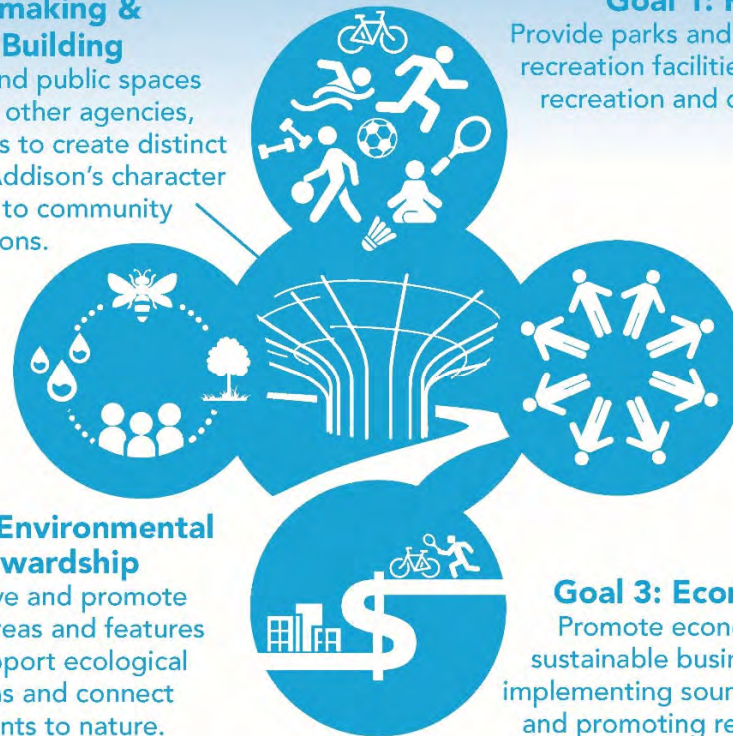 making &
Building
nd public spaces
other agencies,
s to create distinct
Addison's character
to community
ons.
Goal 1:
Provide parks and
recreation facilitie
recreation and
Environmental
wardship
ve and promote
reas and features
pport ecological
ns and connect
nts to nature.
$
Goal 3: Econ
Promote econo
sustainable busin
implementing sour
and promoting re